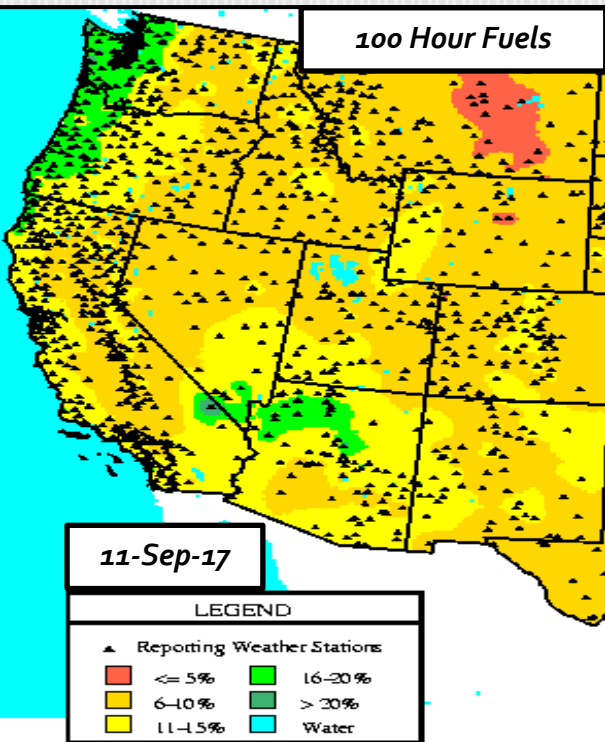 100 Hour Fuels
11-Sep-17
LEGEND
Reporting Weather Stations
<= 5%
16-20%
6-10%
> 20%
11-15%
Water